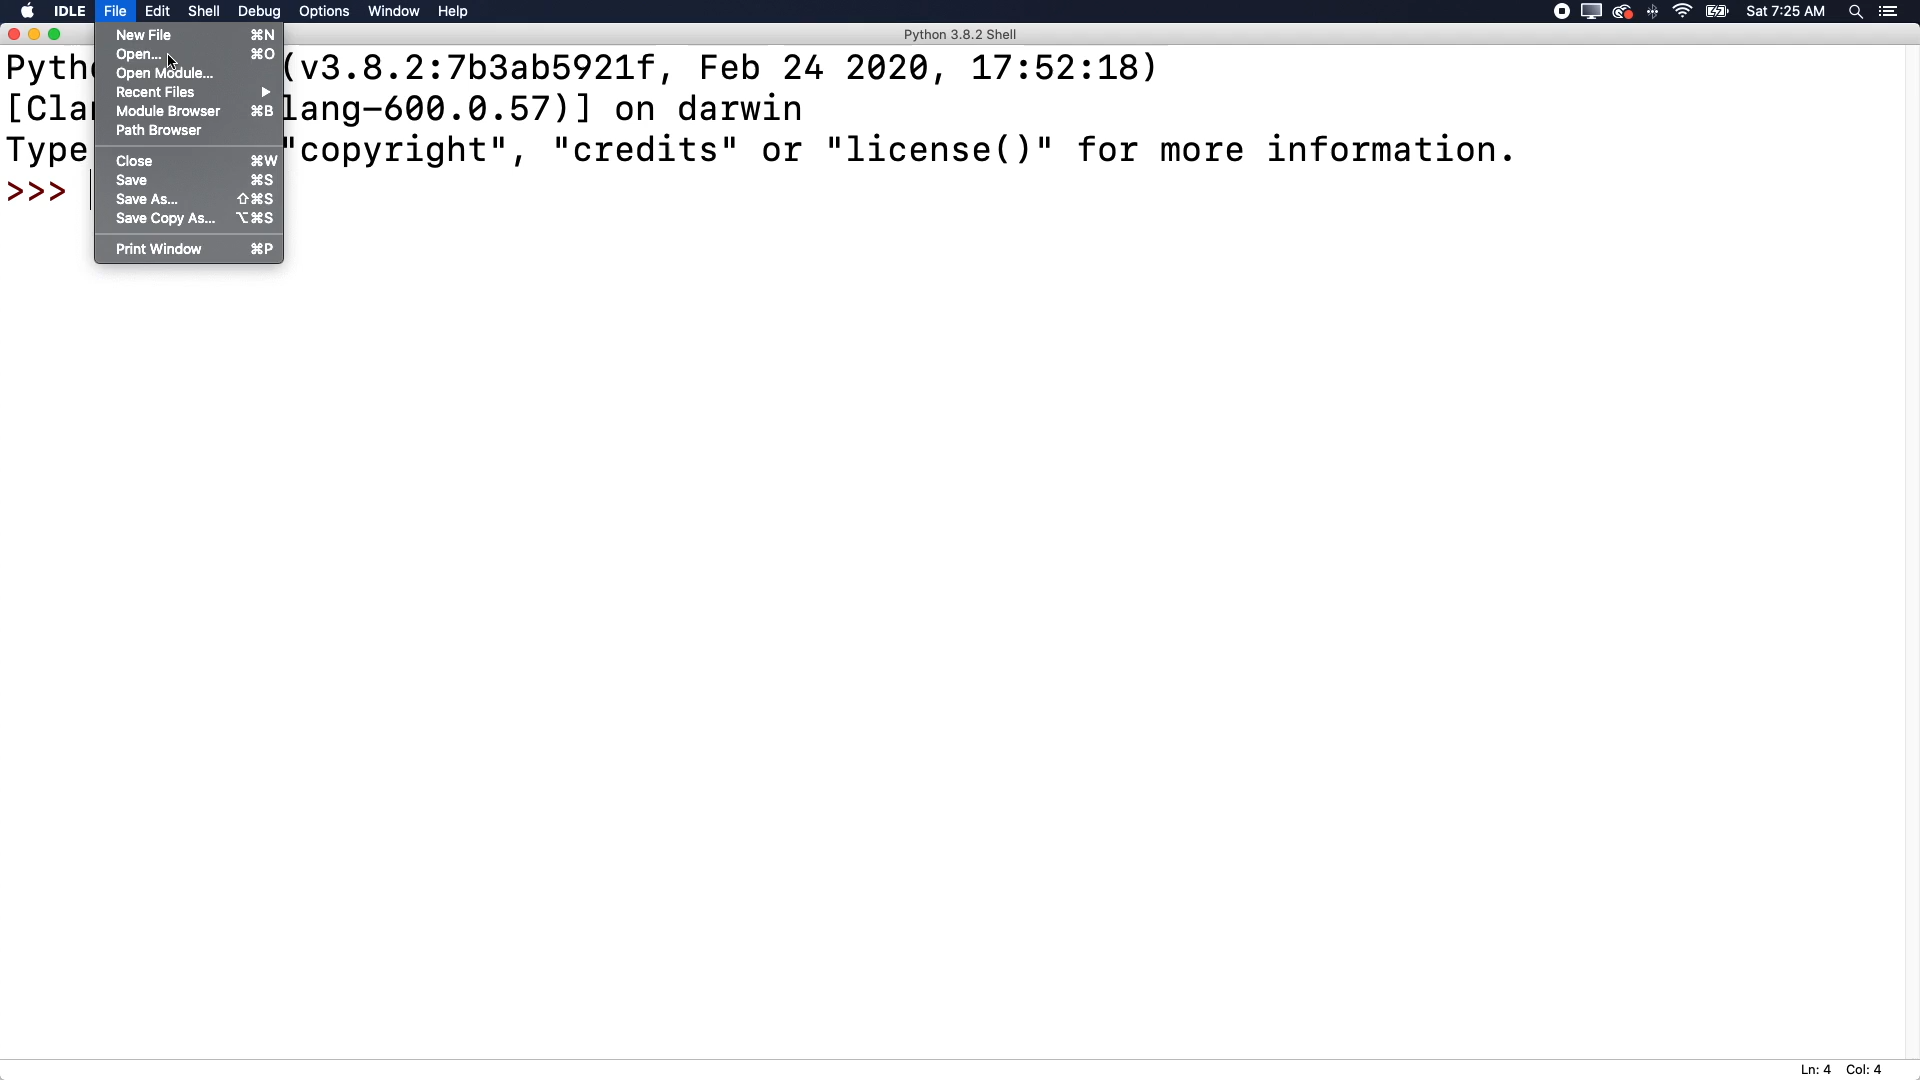 IDLE File Edit Shell Debug Options Window Help Sat 7:25 AM
Python 3.8.2 Shell
New File ⌘N
Open... ⌘O
Open Module...
Recent Files ▶
Module Browser ⌘B
Path Browser
Close ⌘W
Save ⌘S
Save As... ⇧⌘S
Save Copy As... ⌥⌘S
Print Window ⌘P
Pyth (v3.8.2:7b3ab5921f, Feb 24 2020, 17:52:18)
[Cla lang-600.0.57)] on darwin
Type "copyright", "credits" or "license()" for more information.
>>>
Ln: 4 Col: 4